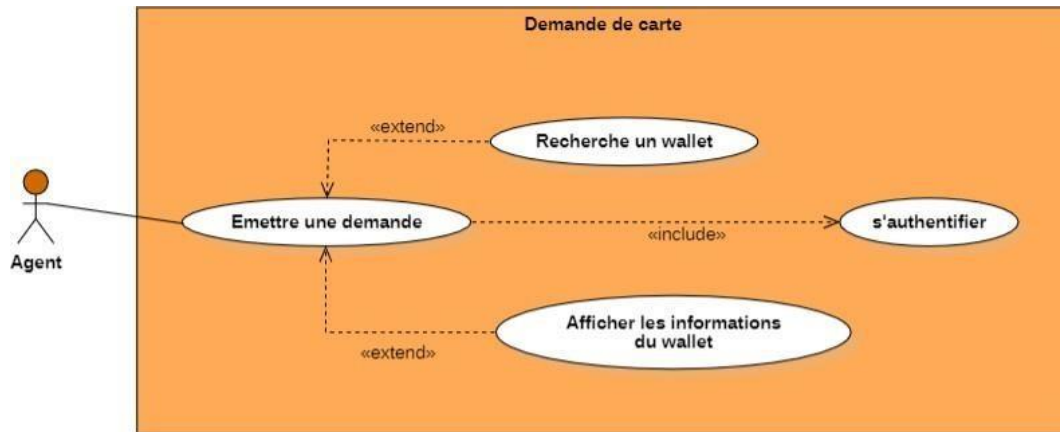 Demande de carte
«extend»
Recherche un wallet
Emettre une demande
«include»
s'authentifier
Agent
Afficher les informations
du wallet
«extend»